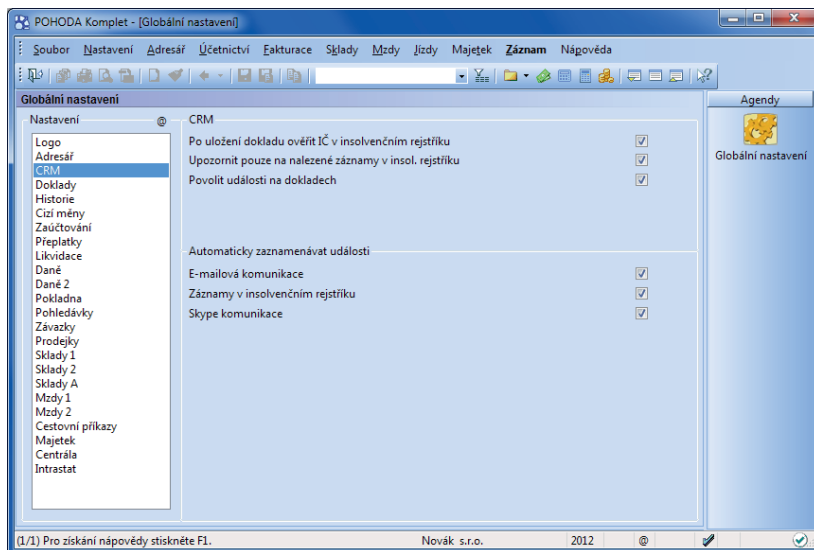 POHODA Komplet - [Globální nastavení]
Soubor Nastavení Adresář Účetnictví Fakturace Sklady Mzdy Jízdy Majetek Záznam Nápověda
Globální nastavení
Agendy
Nastavení @
CRM
Logo
Adresář
CRM
Doklady
Historie
Cizí měny
Zaúčtování
Přeplatky
Likvidace
Daně
Daně 2
Pokladna
Pohledávky
Závazky
Prodejky
Sklady 1
Sklady 2
Sklady A
Mzdy 1
Mzdy 2
Cestovní příkazy
Majetek
Centrála
Intrastat
Po uložení dokladu ověřit IČ v insolvenčním rejstříku
Upozornit pouze na nalezené záznamy v insol. rejstříku
Povolit události na dokladech
Automaticky zaznamenávat události
E-mailová komunikace
Záznamy v insolvenčním rejstříku
Skype komunikace
Globální nastavení
(1/1) Pro získání nápovědy stiskněte F1.
Novák s.r.o.
2012
@